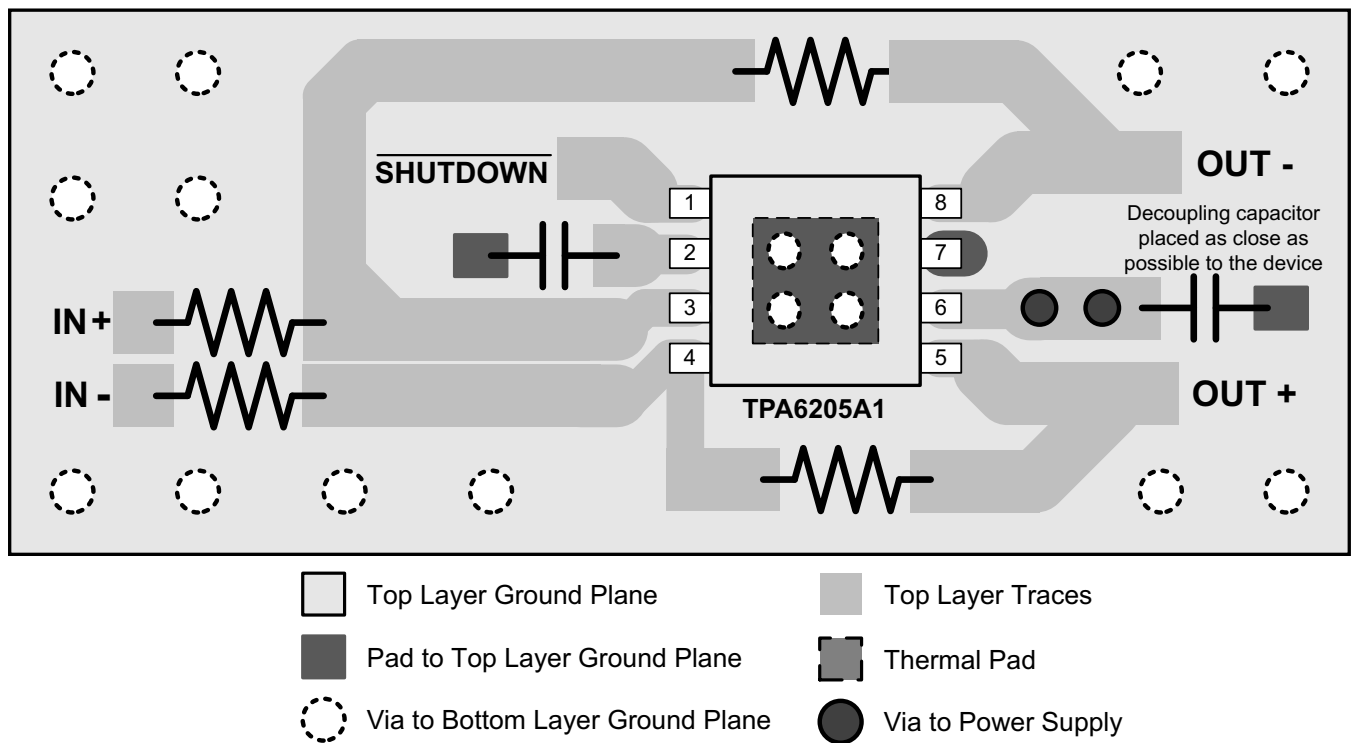 SHUTDOWN
OUT -
1
8
Decoupling capacitor
placed as close as
possible to the device
2
7
IN +
3
6
4
5
IN -
OUT +
TPA6205A1
Top Layer Ground Plane
Top Layer Traces
Pad to Top Layer Ground Plane
Thermal Pad
Via to Bottom Layer Ground Plane
Via to Power Supply